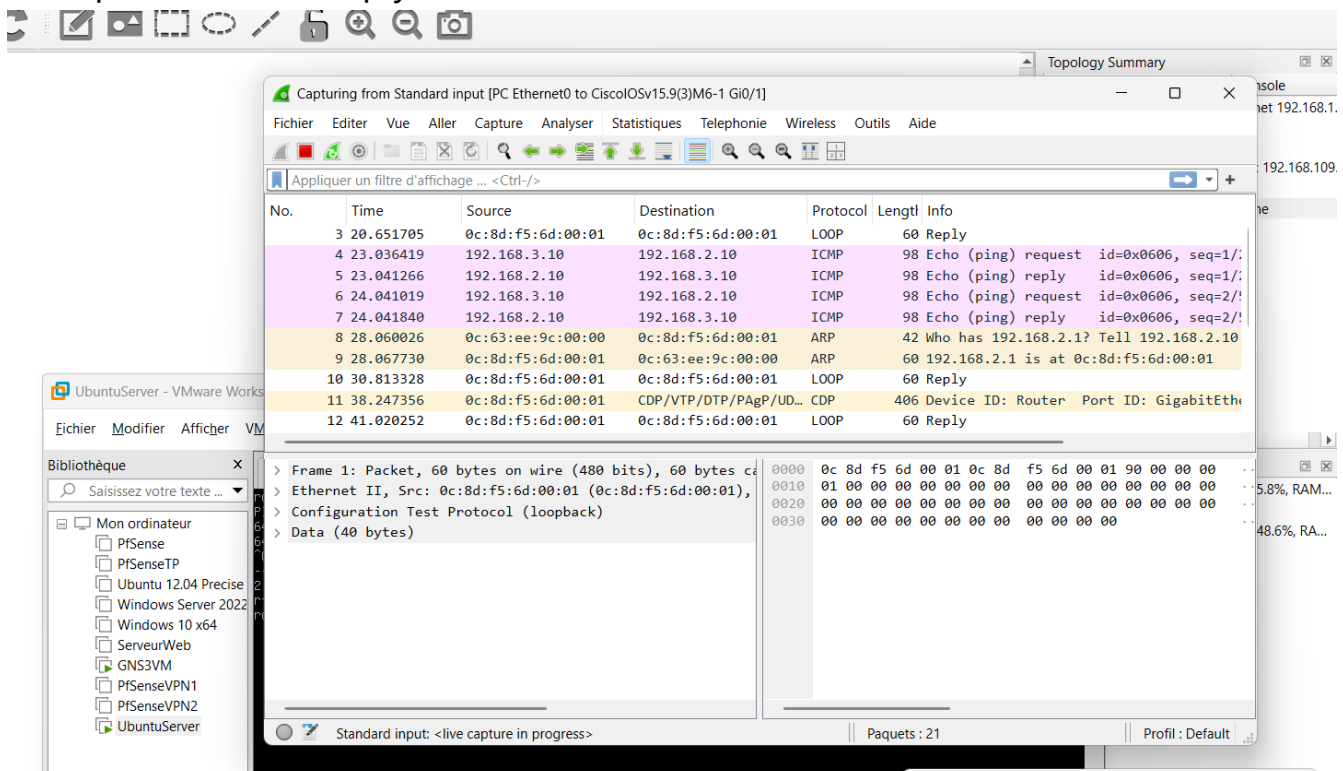 Topology Summary
Capturing from Standard input [PC Ethernet0 to CiscoIOSv15.9(3)M6-1 Gi0/1]
nsole
net 192.168.1.
Fichier Editer Vue Aller Capture Analyser Statistiques Telephonie Wireless Outils Aide
Appliquer un filtre d'affichage ... <Ctrl-/>
: 192.168.109.
No. Time Source Destination Protocol Lengtl Info
ne
3 20.651705 0c:8d:f5:6d:00:01 0c:8d:f5:6d:00:01 LOOP 60 Reply
4 23.036419 192.168.3.10 192.168.2.10 ICMP 98 Echo (ping) request id=0x0606, seq=1/2
5 23.041266 192.168.2.10 192.168.3.10 ICMP 98 Echo (ping) reply id=0x0606, seq=1/2
6 24.041019 192.168.3.10 192.168.2.10 ICMP 98 Echo (ping) request id=0x0606, seq=2/5
7 24.041840 192.168.2.10 192.168.3.10 ICMP 98 Echo (ping) reply id=0x0606, seq=2/5
8 28.060026 0c:63:ee:9c:00:00 0c:8d:f5:6d:00:01 ARP 42 Who has 192.168.2.1? Tell 192.168.2.10
9 28.067730 0c:8d:f5:6d:00:01 0c:63:ee:9c:00:00 ARP 60 192.168.2.1 is at 0c:8d:f5:6d:00:01
10 30.813328 0c:8d:f5:6d:00:01 0c:8d:f5:6d:00:01 LOOP 60 Reply
11 38.247356 0c:8d:f5:6d:00:01 CDP/VTP/DTP/PAgP/UD… CDP 406 Device ID: Router Port ID: GigabitEthe
12 41.020252 0c:8d:f5:6d:00:01 0c:8d:f5:6d:00:01 LOOP 60 Reply
UbuntuServer - VMware Works
Fichier Modifier Afficher VM
Bibliothèque x
Saisissez votre texte ...
Mon ordinateur
PfSense
PfSenseTP
Ubuntu 12.04 Precise
Windows Server 2022
Windows 10 x64
ServeurWeb
GNS3VM
PfSenseVPN1
PfSenseVPN2
UbuntuServer
> Frame 1: Packet, 60 bytes on wire (480 bits), 60 bytes ca
> Ethernet II, Src: 0c:8d:f5:6d:00:01 (0c:8d:f5:6d:00:01),
> Configuration Test Protocol (loopback)
> Data (40 bytes)
0000 0c 8d f5 6d 00 01 0c 8d f5 6d 00 01 90 00 00 00 ··
0010 01 00 00 00 00 00 00 00 00 00 00 00 00 00 00 00 ··
0020 00 00 00 00 00 00 00 00 00 00 00 00 00 00 00 00 ··
0030 00 00 00 00 00 00 00 00 00 00 00 00 ··
5.8%, RAM...
48.6%, RA...
Standard input: <live capture in progress>
Paquets : 21
Profil : Default